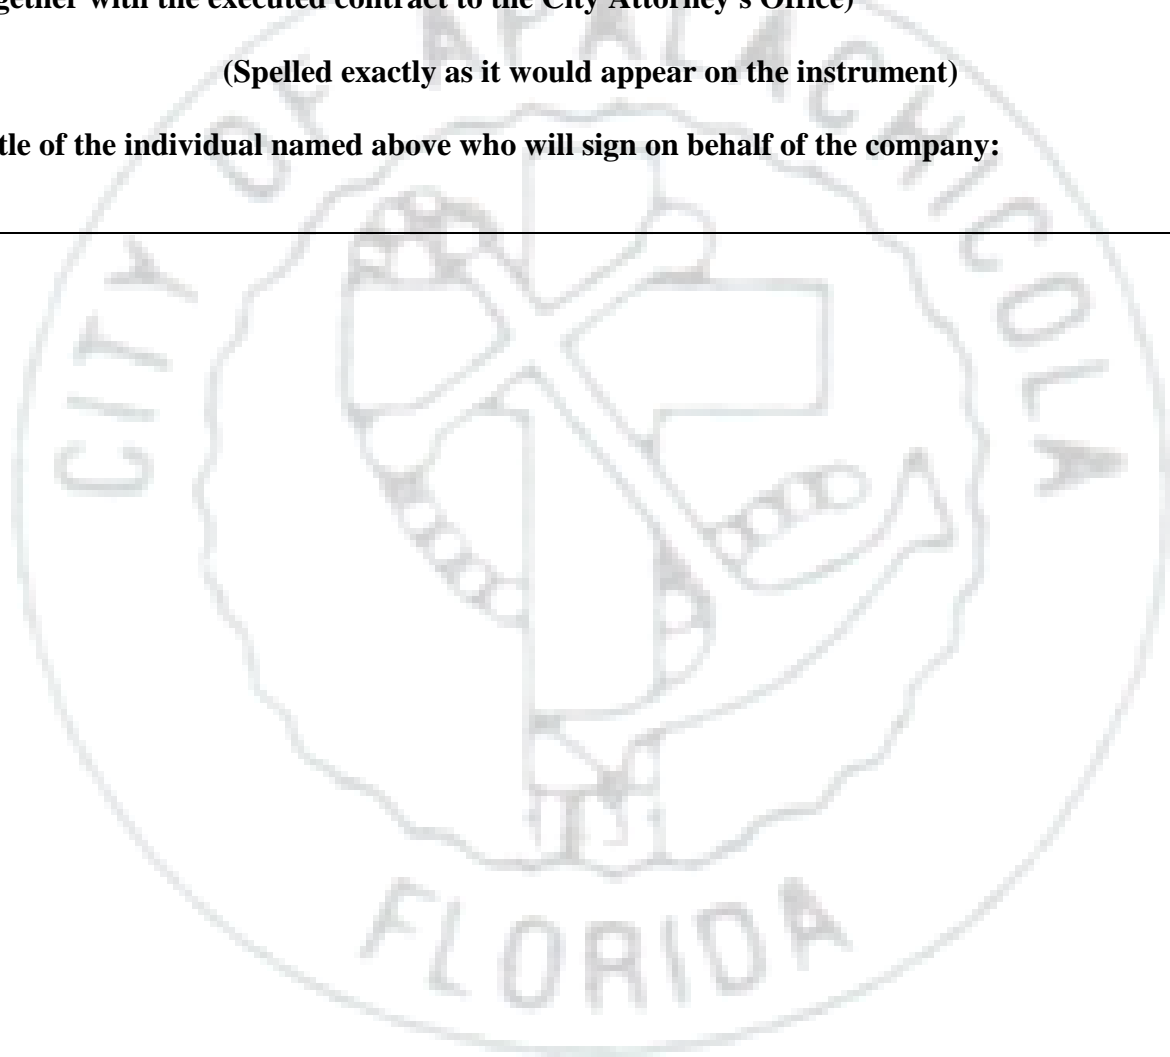 gether with the executed contract to the City Attorney's Office)
(Spelled exactly as it would appear on the instrument)
tle of the individual named above who will sign on behalf of the company:
CITY OF APALACHICOLA
FLORIDA